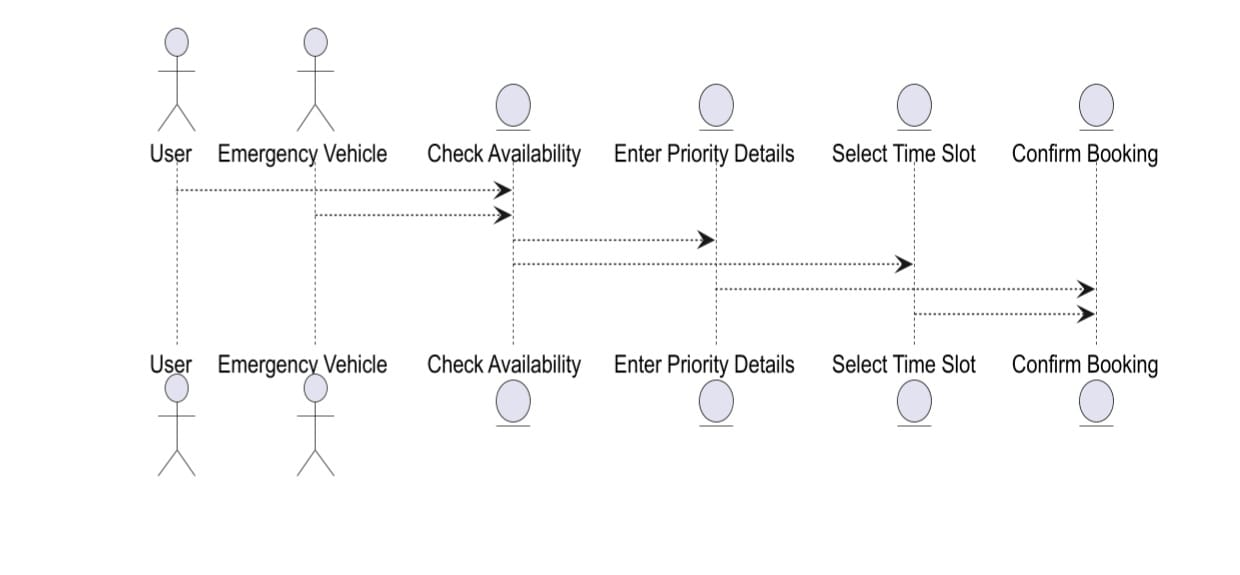 User Emergency Vehicle Check Availability Enter Priority Details Select Time Slot Confirm Booking
User Emergency Vehicle Check Availability Enter Priority Details Select Time Slot Confirm Booking